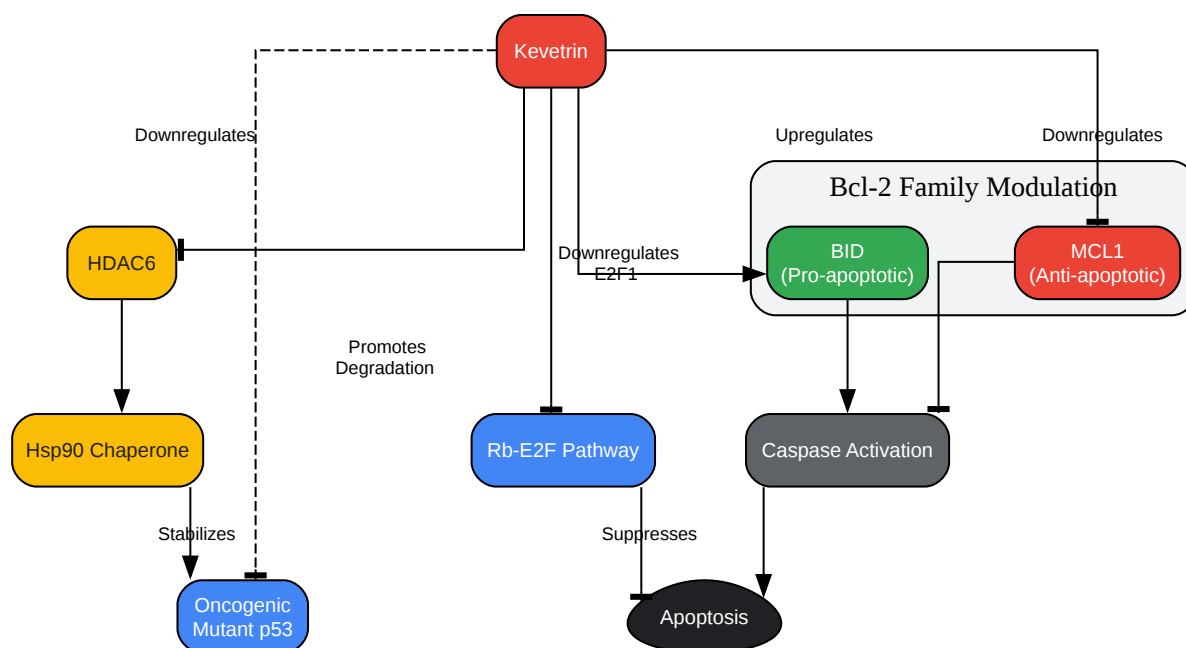 Kevetrin
Downregulates
Upregulates
Downregulates
Bcl-2 Family Modulation
HDAC6
Downregulates
E2F1
BID
(Pro-apoptotic)
MCL1
(Anti-apoptotic)
Promotes
Degradation
Hsp90 Chaperone
Rb-E2F Pathway
Caspase Activation
Stabilizes
Suppresses
Oncogenic
Mutant p53
Apoptosis